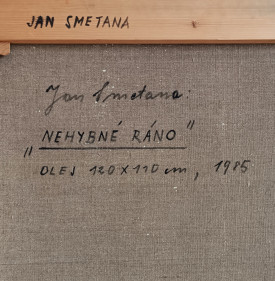 JAN SMETANA
Jan Smetana:
„NEHYBNÉ RÁNO"
OLEJ 120 x 110 cm, 1985